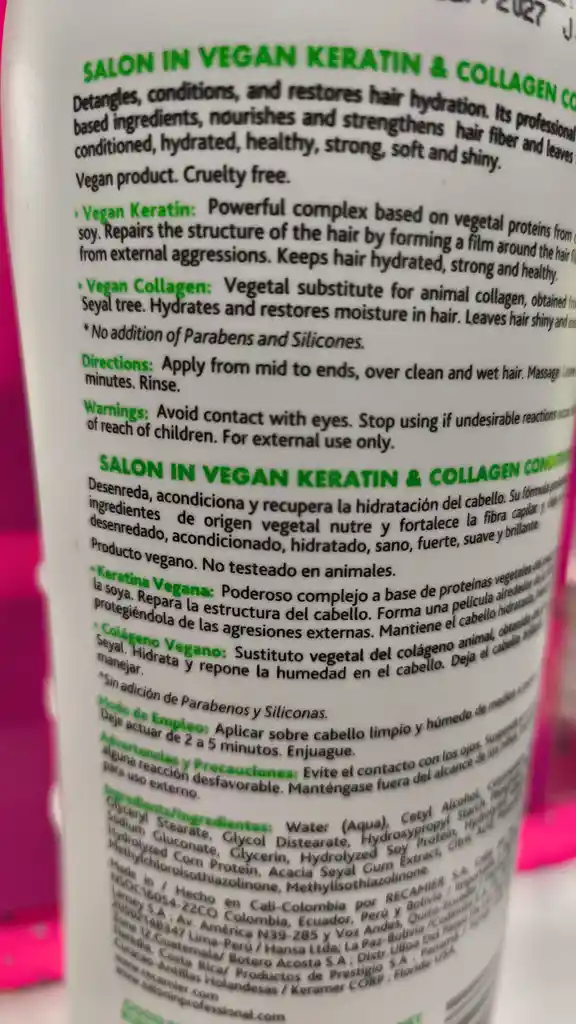 2027 J
SALON IN VEGAN KERATIN & COLLAGEN CO
Detangles, conditions, and restores hair hydration. Its professional
based ingredients, nourishes and strengthens hair fiber and leaves
conditioned, hydrated, healthy, strong, soft and shiny.
Vegan product. Cruelty free.
• Vegan Keratin: Powerful complex based on vegetal proteins from
soy. Repairs the structure of the hair by forming a film around the hair
from external aggressions. Keeps hair hydrated, strong and healthy.
• Vegan Collagen: Vegetal substitute for animal collagen, obtained
Seyal tree. Hydrates and restores moisture in hair. Leaves hair shiny and
*No addition of Parabens and Silicones.
Directions: Apply from mid to ends, over clean and wet hair. Massage
minutes. Rinse.
Warnings: Avoid contact with eyes. Stop using if undesirable reactions
of reach of children. For external use only.
SALON IN VEGAN KERATIN & COLLAGEN
Desenreda, acondiciona y recupera la hidratación del cabello. Su fórmula
ingredientes de origen vegetal nutre y fortalece la fibra capilar y
desenredado, acondicionado, hidratado, sano, fuerte, suave y brillante.
Producto vegano. No testeado en animales.
•Keratina Vegana: Poderoso complejo a base de proteínas vegetales
la soya. Repara la estructura del cabello. Forma una película alrededor
protegiéndola de las agresiones externas. Mantiene el cabello hidratado,
• Colágeno Vegano: Sustituto vegetal del colágeno animal, obtenido
Seyal. Hidrata y repone la humedad en el cabello. Deja el cabello
manejar.
*Sin adición de Parabenos y Siliconas.
Modo de Empleo: Aplicar sobre cabello limpio y húmedo de medios
Deje actuar de 2 a 5 minutos. Enjuague.
Advertencias y Precauciones: Evite el contacto con los ojos.
alguna reacción desfavorable. Manténgase fuera del alcance de
para uso externo.
Ingredients/Ingredientes: Water (Aqua), Cetyl Alcohol,
Glyceryl Stearate, Glycol Distearate, Hydroxypropyl Starch
Sodium Gluconate, Glycerin, Hydrolyzed Soy Protein,
Hydrolyzed Corn Protein, Acacia Seyal Gum Extract,
Methylchloroisothiazolinone, Methylisothiazolinone.
Made in / Hecho en Cali-Colombia por RECAMIER S.A.
Colombia, Ecuador, Perú y Bolivia
S.A. Av. América N39-285 y Vos Andes, Quito
Lima-Perú / Hansa Ltda; La Paz-Bolivia
Guatemala/ Botero Acosta S.A.
Costa Rica/ Productos de Prestigio S.A. Panamá
Antillas Holandesas / Keramer CORP. Florida USA
www.recamier.com
www.saloninprofessional.com